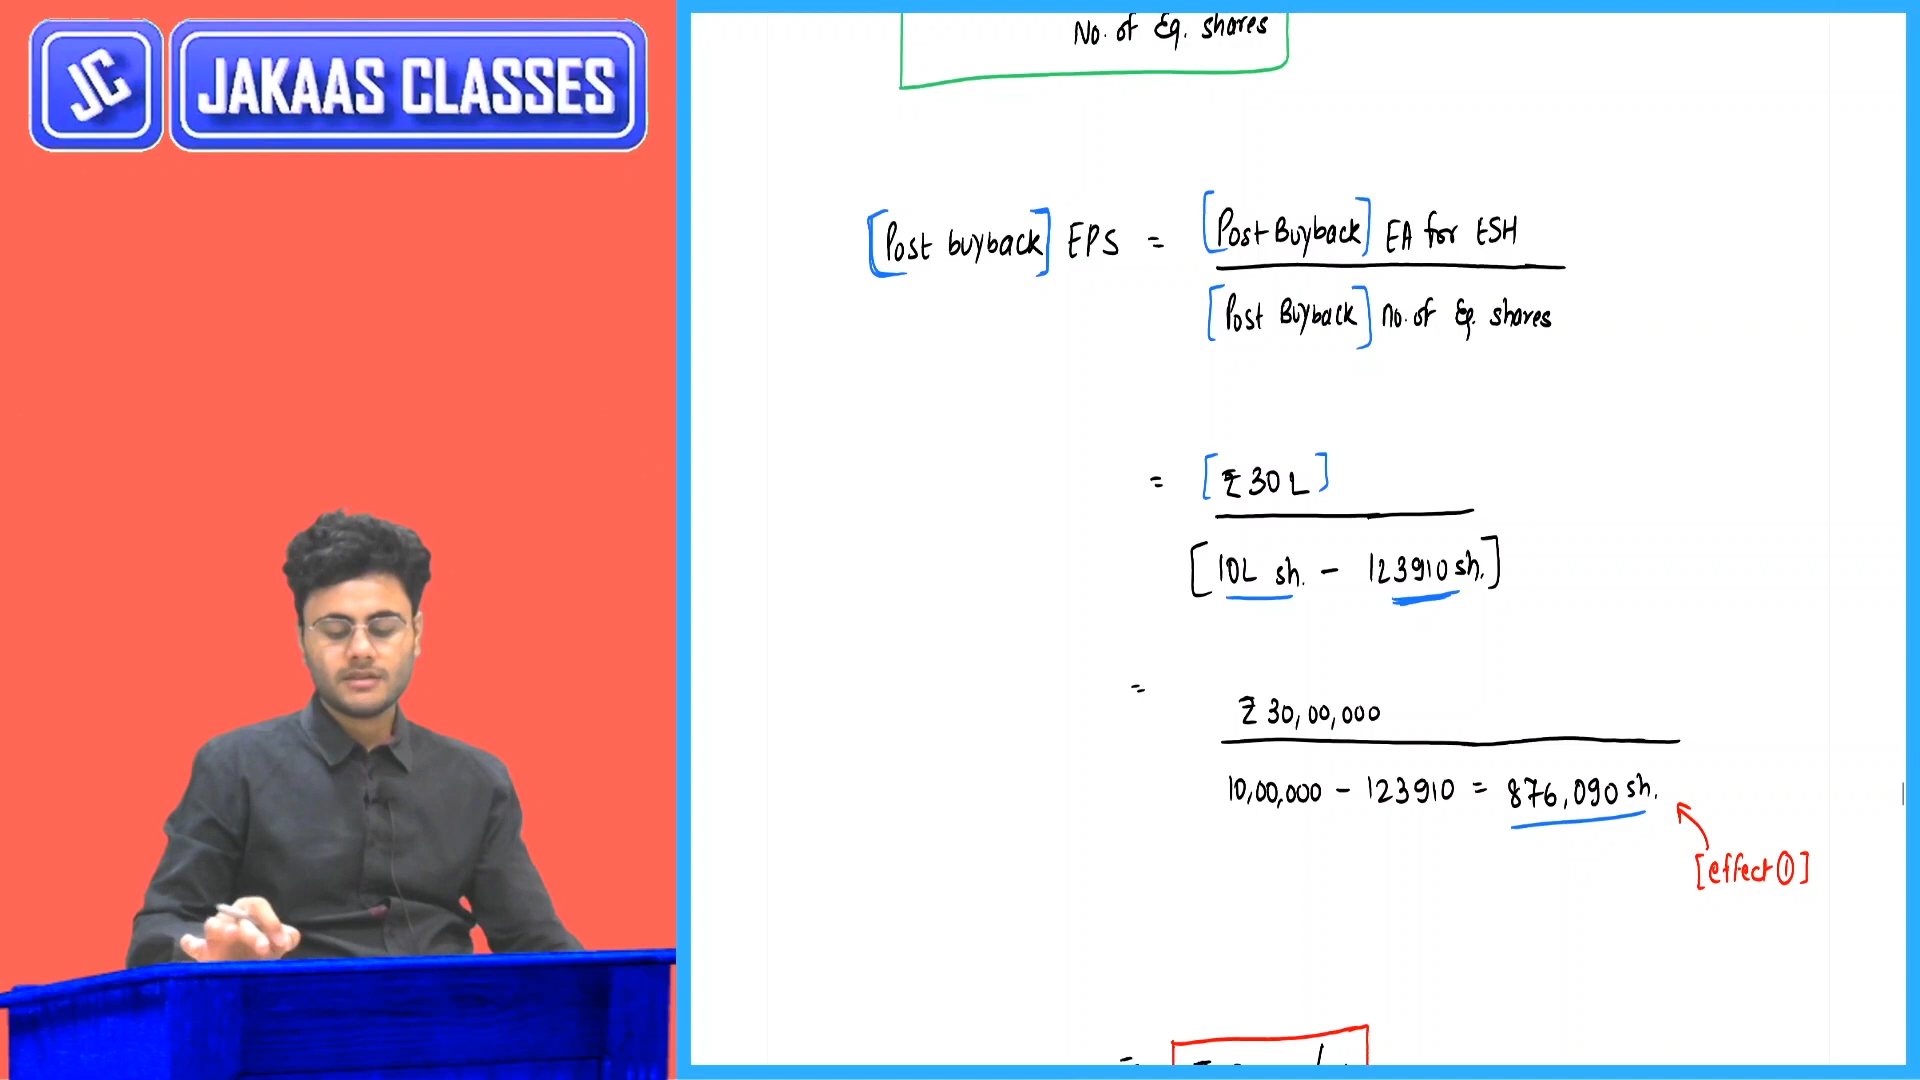 JC JAKAAS CLASSES
No. of Eq. shares
[Post buyback] EPS = [Post Buyback] EA for ESH
[Post Buyback] no. of Eq. shares
= [₹ 30 L]
[10L sh. - 123910 sh.]
=
₹ 30,00,000
10,00,000 - 123910 = 876,090 sh.
[effect ①]
=